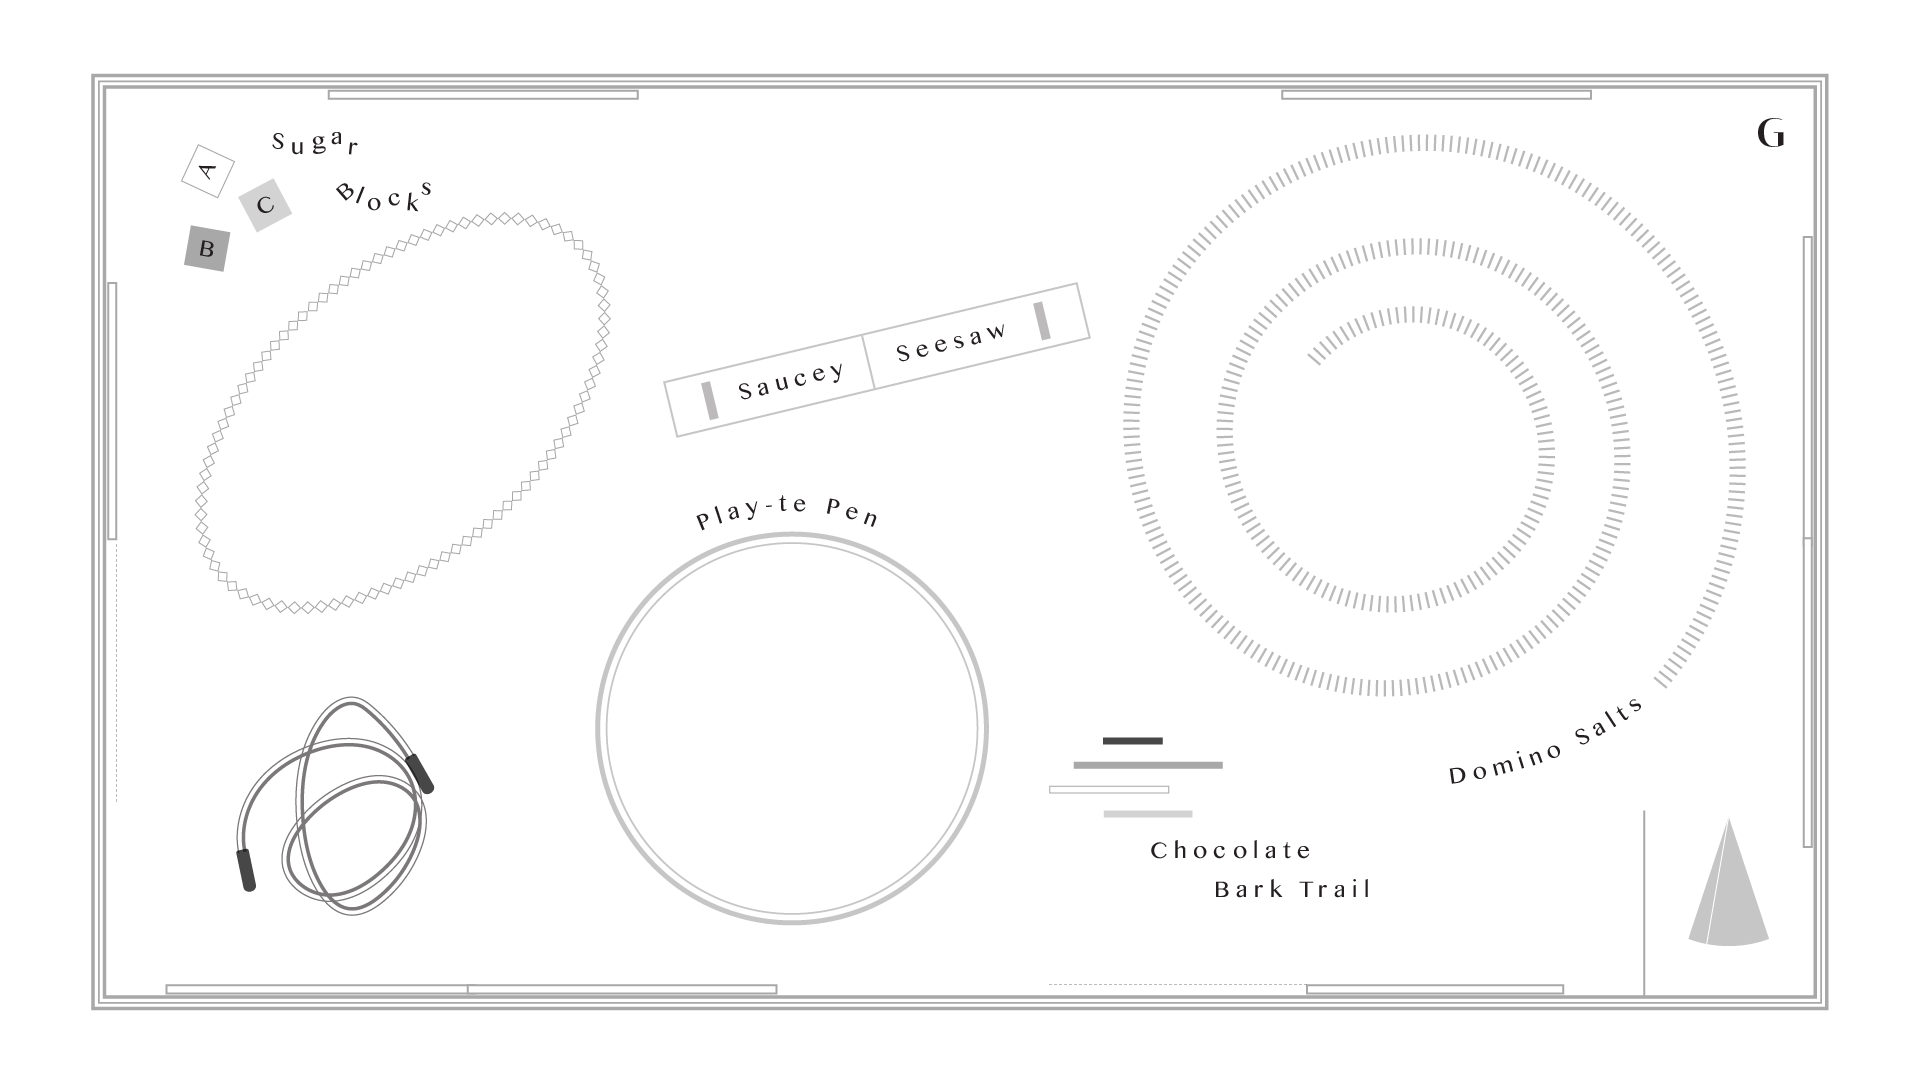 G
Sugar
Blocks
A
C
B
Saucey Seesaw
Play-te Pen
Domino Salts
Chocolate
Bark Trail